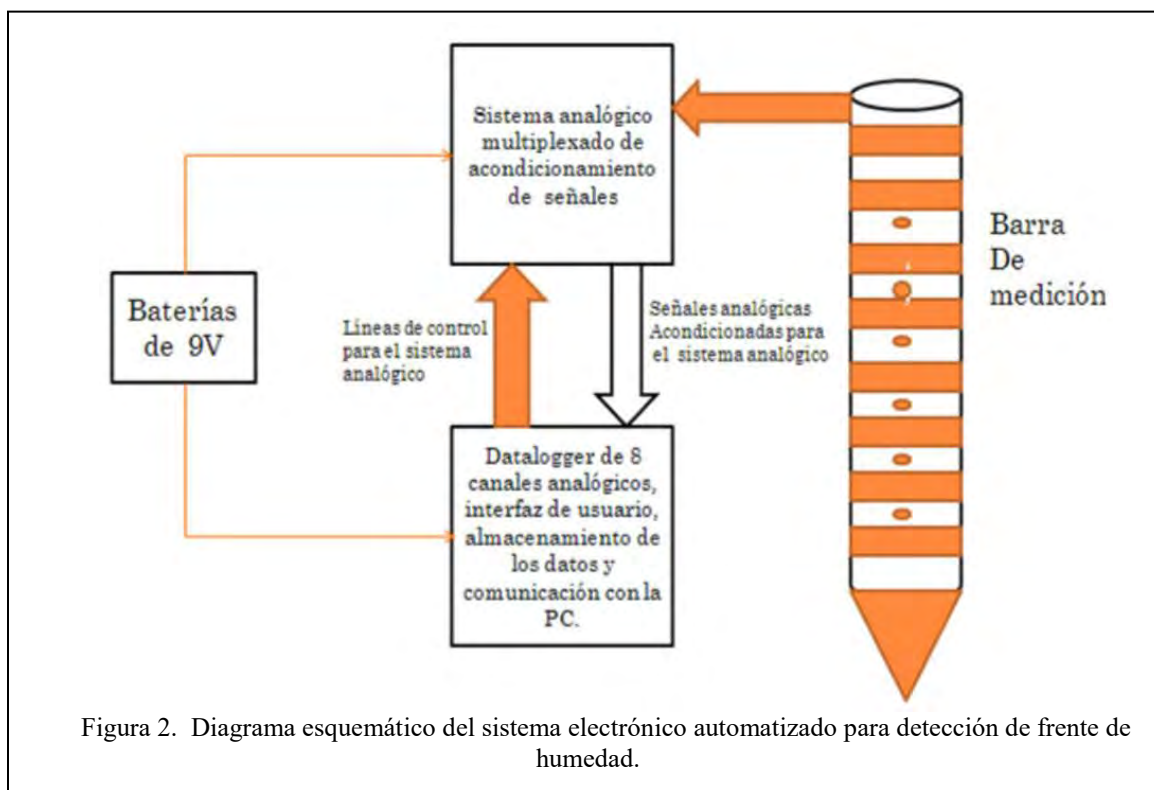 Sistema analógico
multiplexado de
acondicionamiento
de señales
Barra
De
medición
Baterías
de 9V
Líneas de control
para el sistema
analógico
Señales analógicas
Acondicionadas para
el sistema analógico
Datalogger de 8
canales analógicos,
interfaz de usuario,
almacenamiento de
los datos y
comunicación con la
PC.
Figura 2. Diagrama esquemático del sistema electrónico automatizado para detección de frente de
humedad.